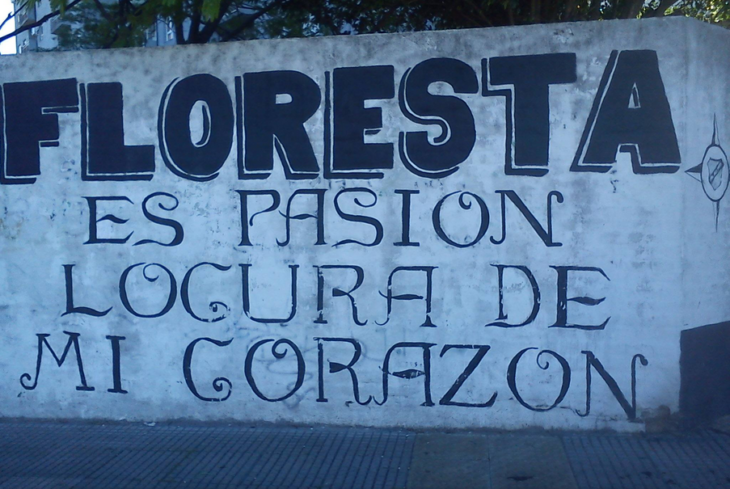 FLORESTA
ES PASION
LOCURA DE
MI CORAZON